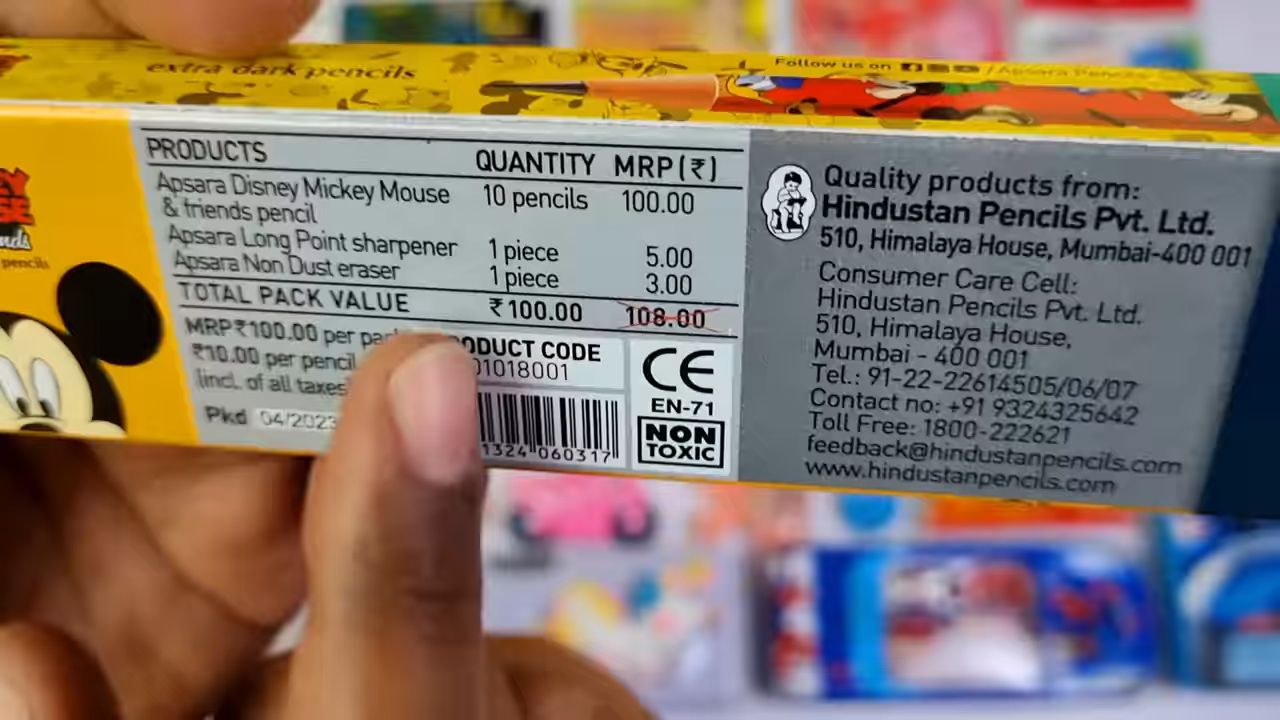 extra dark pencils
Follow us on /Apsara Pencils
PRODUCTS QUANTITY MRP (₹)
Apsara Disney Mickey Mouse 10 pencils 100.00
& friends pencil
Apsara Long Point sharpener 1 piece 5.00
Apsara Non Dust eraser 1 piece 3.00
TOTAL PACK VALUE ₹ 100.00 108.00
MRP ₹100.00 per
₹10.00 per pencil
(incl. of all taxes)
Pkd 04/2023
CODE
CE
EN-71
NON
TOXIC
pencils
Quality products from:
Hindustan Pencils Pvt. Ltd.
510, Himalaya House, Mumbai-400 001
Consumer Care Cell:
Hindustan Pencils Pvt. Ltd.
510, Himalaya House,
Mumbai - 400 001
Tel.: 91-22-22614505/06/07
Contact no: +91 9324325642
Toll Free: 1800-222621
feedback@hindustanpencils.com
www.hindustanpencils.com